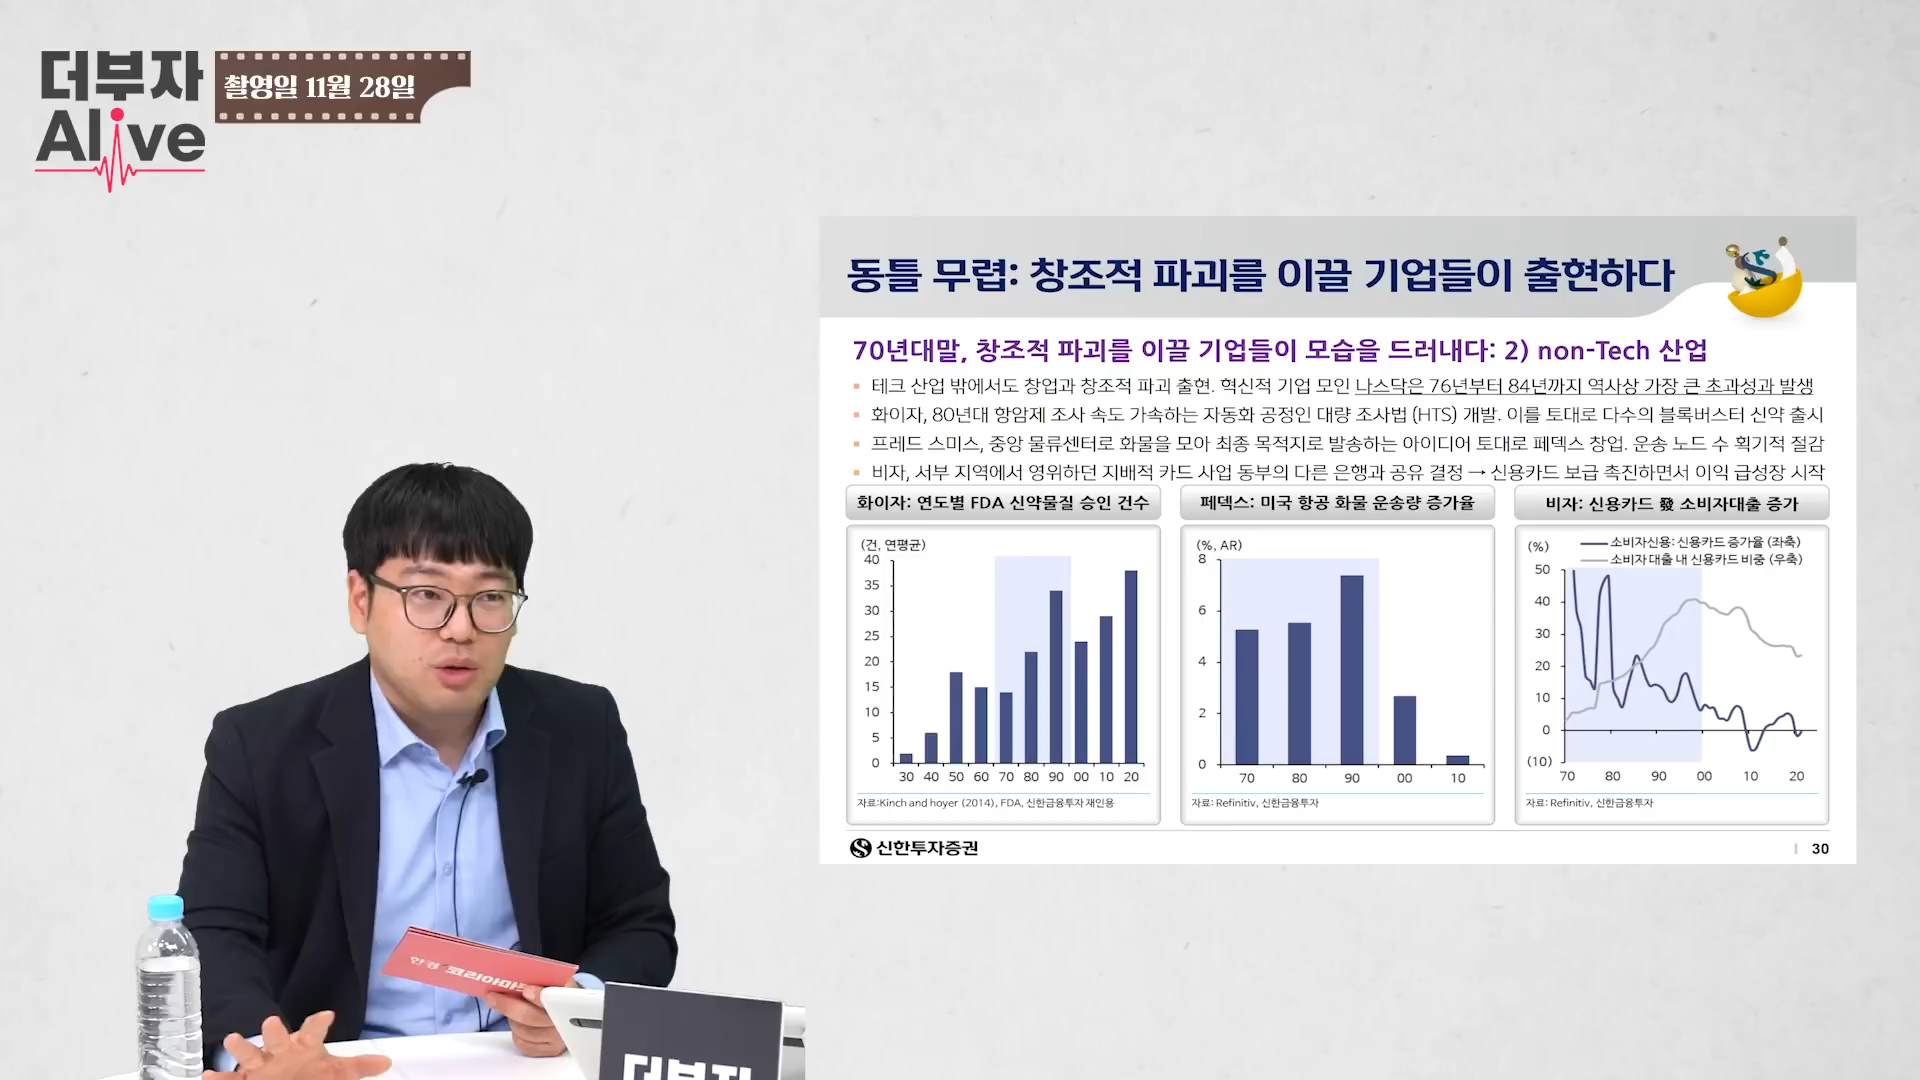 더부자
Alive
촬영일 11월 28일
동틀 무렵: 창조적 파괴를 이끌 기업들이 출현하다
70년대말, 창조적 파괴를 이끌 기업들이 모습을 드러내다: 2) non-Tech 산업
▪ 테크 산업 밖에서도 창업과 창조적 파괴 출현. 혁신적 기업 모인 나스닥은 76년부터 84년까지 역사상 가장 큰 초과성과 발생
▪ 화이자, 80년대 항암제 조사 속도 가속하는 자동화 공정인 대량 조사법 (HTS) 개발. 이를 토대로 다수의 블록버스터 신약 출시
▪ 프레드 스미스, 중앙 물류센터로 화물을 모아 최종 목적지로 발송하는 아이디어 토대로 페덱스 창업. 운송 노드 수 획기적 절감
▪ 비자, 서부 지역에서 영위하던 지배적 카드 사업 동부의 다른 은행과 공유 결정 → 신용카드 보급 촉진하면서 이익 급성장 시작
화이자: 연도별 FDA 신약물질 승인 건수
(건, 연평균)
40
35
30
25
20
15
10
5
0
30 40 50 60 70 80 90 00 10 20
자료:Kinch and hoyer (2014), FDA, 신한금융투자 재인용
페덱스: 미국 항공 화물 운송량 증가율
(%, AR)
8
6
4
2
0
70 80 90 00 10
자료: Refinitiv, 신한금융투자
비자: 신용카드 發 소비자대출 증가
(%)
소비자신용: 신용카드 증가율 (좌축)
소비자 대출 내 신용카드 비중 (우축)
50
40
30
20
10
0
(10)
70 80 90 00 10 20
자료: Refinitiv, 신한금융투자
신한투자증권
30
한경 코리아마켓
더부자